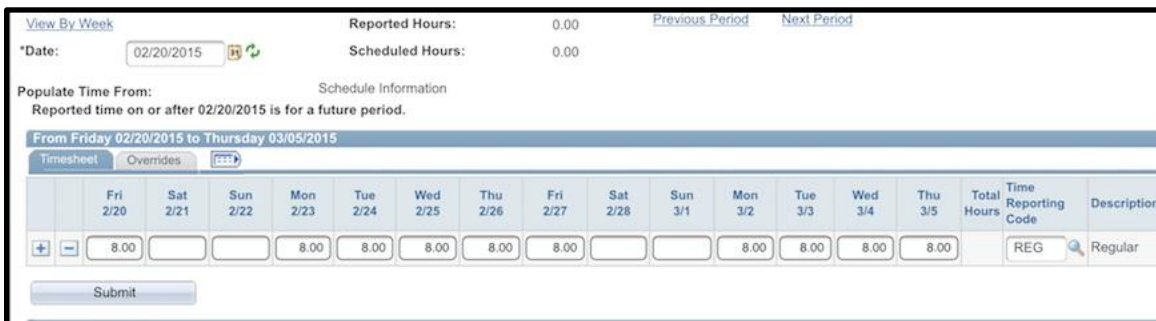 View By Week Reported Hours: 0.00 Previous Period Next Period
*Date: 02/20/2015 31 Scheduled Hours: 0.00
Populate Time From: Schedule Information
Reported time on or after 02/20/2015 is for a future period.
From Friday 02/20/2015 to Thursday 03/05/2015
Timesheet Overrides
Fri 2/20 Sat 2/21 Sun 2/22 Mon 2/23 Tue 2/24 Wed 2/25 Thu 2/26 Fri 2/27 Sat 2/28 Sun 3/1 Mon 3/2 Tue 3/3 Wed 3/4 Thu 3/5 Total Hours Time Reporting Code Description
+ - 8.00 8.00 8.00 8.00 8.00 8.00 8.00 8.00 8.00 8.00 REG Regular
Submit